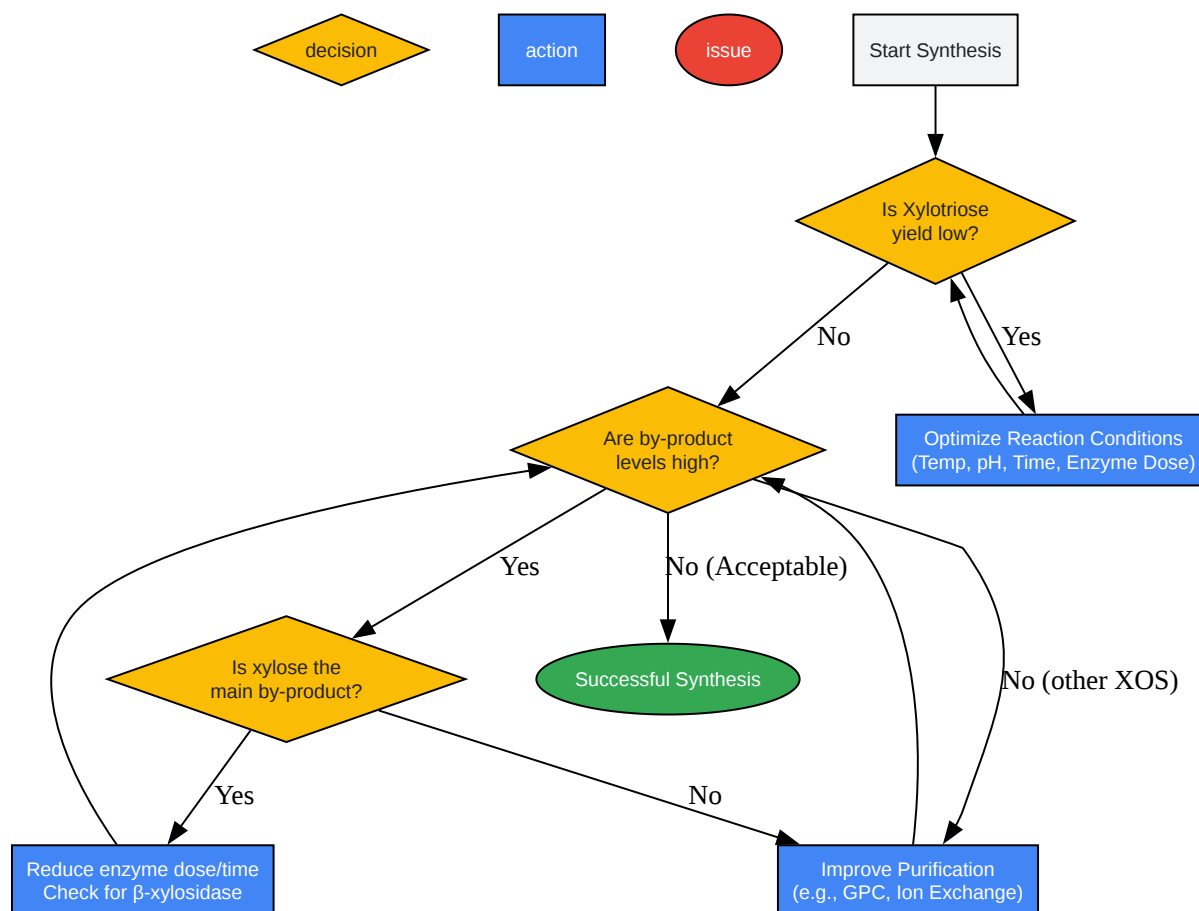 decision
action
issue
Start Synthesis
Is Xylotriose
yield low?
No
Yes
Are by-product
levels high?
Optimize Reaction Conditions
(Temp, pH, Time, Enzyme Dose)
Yes
No (Acceptable)
Is xylose the
main by-product?
Successful Synthesis
No (other XOS)
Yes
No
Reduce enzyme dose/time
Check for β-xylosidase
Improve Purification
(e.g., GPC, Ion Exchange)